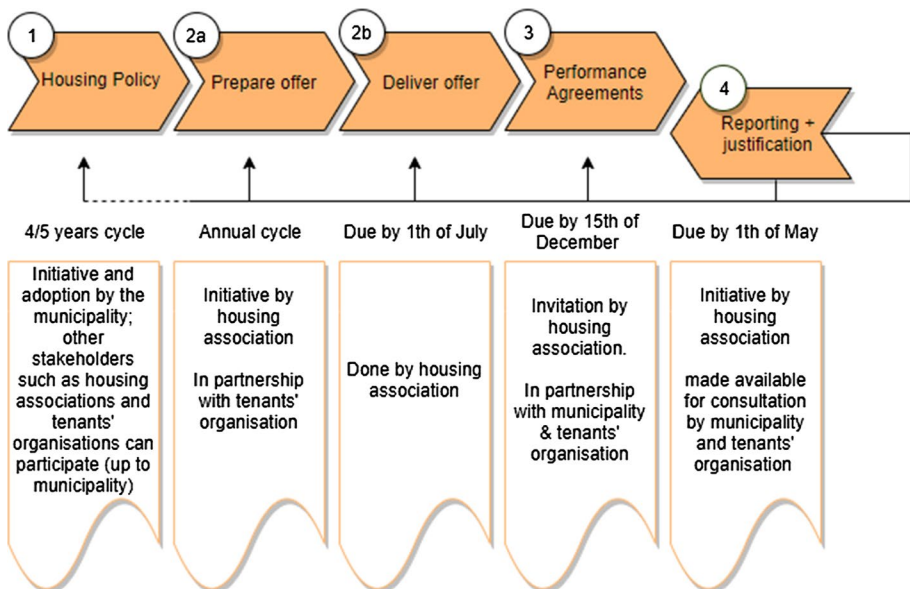 1
Housing Policy
2a
Prepare offer
2b
Deliver offer
3
Performance
Agreements
4
Reporting +
justification
4/5 years cycle
Annual cycle
Due by 1th of July
Due by 15th of
December
Due by 1th of May
Initiative and
adoption by the
municipality;
other
stakeholders
such as housing
associations and
tenants'
organisations can
participate (up to
municipality)
Initiative by
housing
association
In partnership
with tenants'
organisation
Done by housing
association
Invitation by
housing
association.
In partnership
with municipality
& tenants'
organisation
Initiative by
housing
association
made available
for consultation
by municipality
and tenants'
organisation